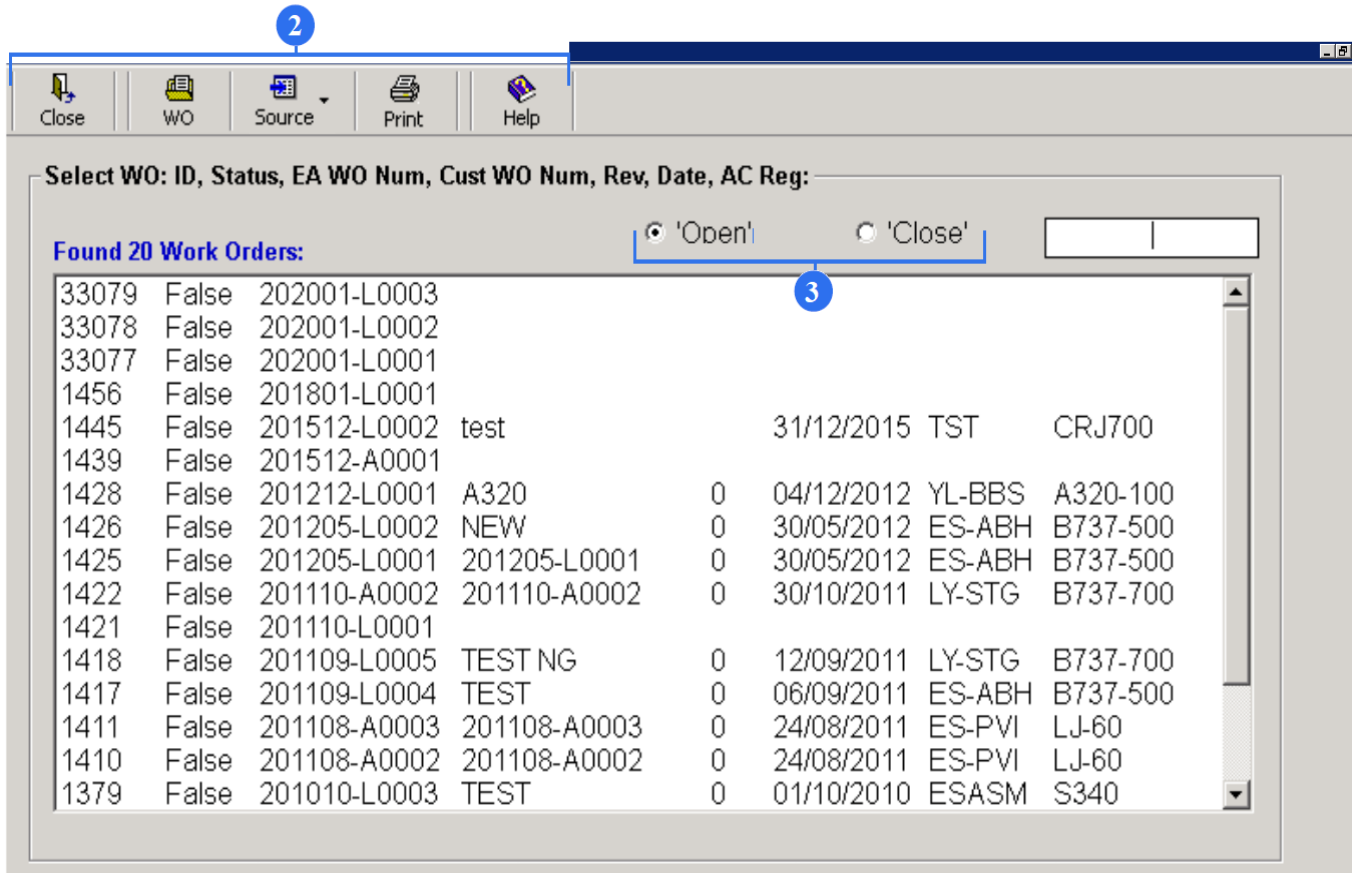 2
Close WO Source Print Help
Select WO: ID, Status, EA WO Num, Cust WO Num, Rev, Date, AC Reg:
'Open' 'Close'
Found 20 Work Orders:
3
33079 False 202001-L0003
33078 False 202001-L0002
33077 False 202001-L0001
1456 False 201801-L0001
1445 False 201512-L0002 test 31/12/2015 TST CRJ700
1439 False 201512-A0001
1428 False 201212-L0001 A320 0 04/12/2012 YL-BBS A320-100
1426 False 201205-L0002 NEW 0 30/05/2012 ES-ABH B737-500
1425 False 201205-L0001 201205-L0001 0 30/05/2012 ES-ABH B737-500
1422 False 201110-A0002 201110-A0002 0 30/10/2011 LY-STG B737-700
1421 False 201110-L0001
1418 False 201109-L0005 TEST NG 0 12/09/2011 LY-STG B737-700
1417 False 201109-L0004 TEST 0 06/09/2011 ES-ABH B737-500
1411 False 201108-A0003 201108-A0003 0 24/08/2011 ES-PVI LJ-60
1410 False 201108-A0002 201108-A0002 0 24/08/2011 ES-PVI LJ-60
1379 False 201010-L0003 TEST 0 01/10/2010 ESASM S340